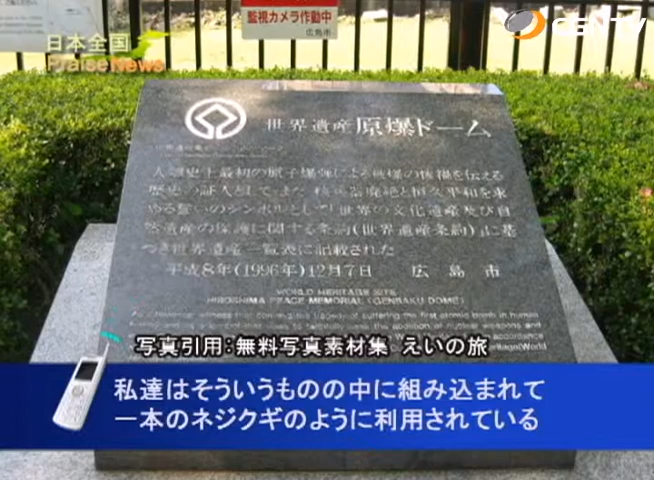 監視カメラ作動中
広島市
CGNTV
日本全国
Praise News
世界遺産 原爆ドーム
人類史上最初の原子爆弾による被爆の惨禍を伝える
歴史の証人として また 核兵器廃絶と恒久平和を求
める誓いのシンボルとして「世界の文化遺産及び自
然遺産の保護に関する条約(世界遺産条約)」に基
づき世界遺産一覧表に記載された
平成8年(1996年)12月7日 広島市
WORLD HERITAGE SITE
HIROSHIMA PEACE MEMORIAL (GENBAKU DOME)
写真引用:無料写真素材集 えいの旅
私達はそういうものの中に組み込まれて
一本のネジクギのように利用されている